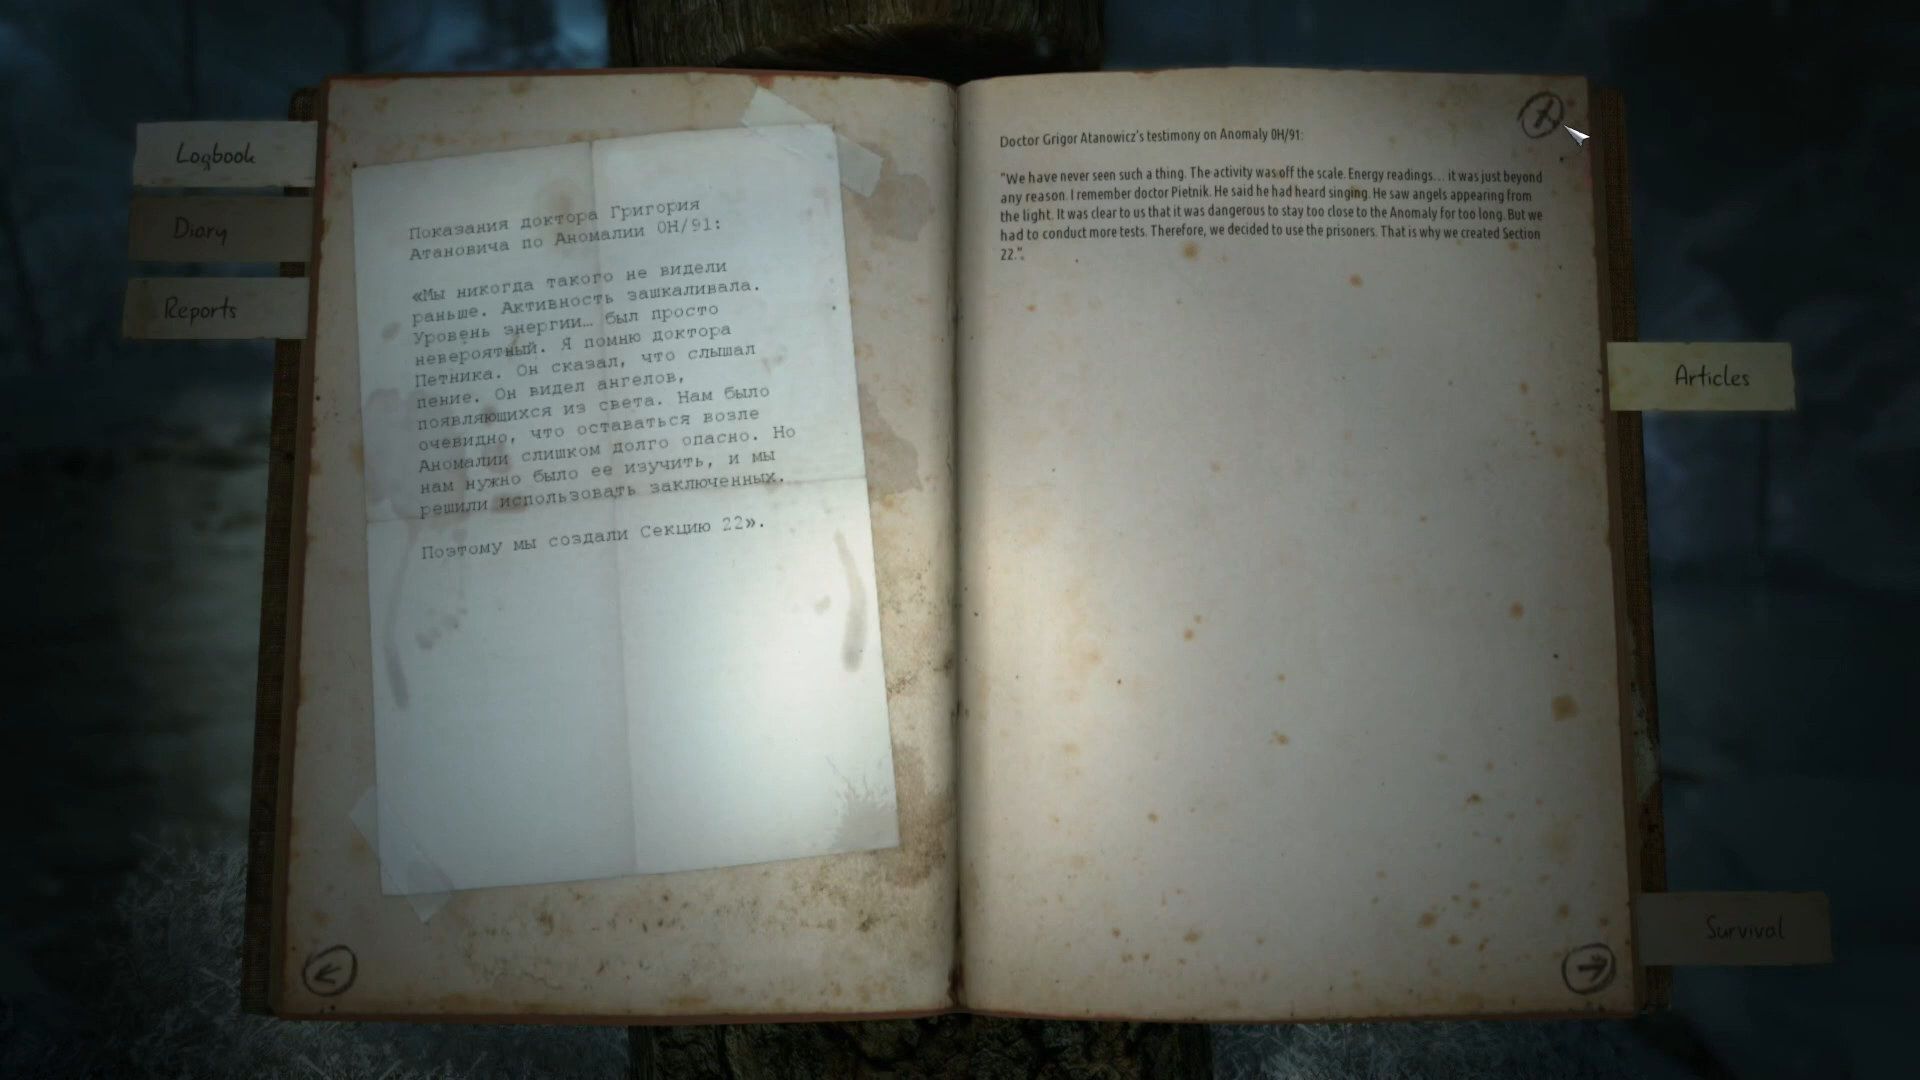 Logbook
Diary
Reports
Показания доктора Григория
Атановича по Аномалии 0Н/91:
«Мы никогда такого не видели
раньше. Активность зашкаливала.
Уровень энергии… был просто
невероятный. Я помню доктора
Петника. Он сказал, что слышал
пение. Он видел ангелов,
появляющихся из света. Нам было
очевидно, что оставаться возле
Аномалии слишком долго опасно. Но
нам нужно было ее изучить, и мы
решили использовать заключенных.
Поэтому мы создали Секцию 22».
Doctor Grigor Atanowicz's testimony on Anomaly 0H/91:
"We have never seen such a thing. The activity was off the scale. Energy readings... it was just beyond
any reason. I remember doctor Pietnik. He said he had heard singing. He saw angels appearing from
the light. It was clear to us that it was dangerous to stay too close to the Anomaly for too long. But we
had to conduct more tests. Therefore, we decided to use the prisoners. That is why we created Section
22.".
Articles
Survival